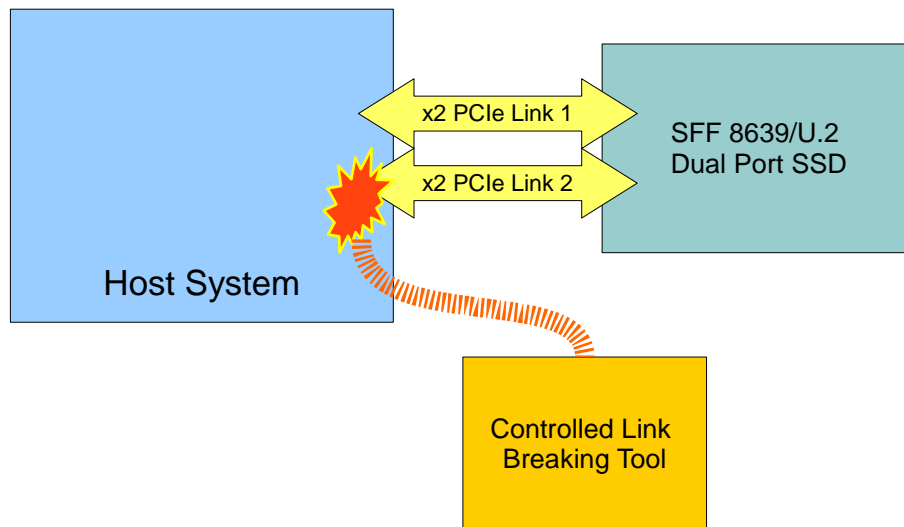 x2 PCIe Link 1
SFF 8639/U.2
Dual Port SSD
x2 PCIe Link 2
Host System
Controlled Link
Breaking Tool